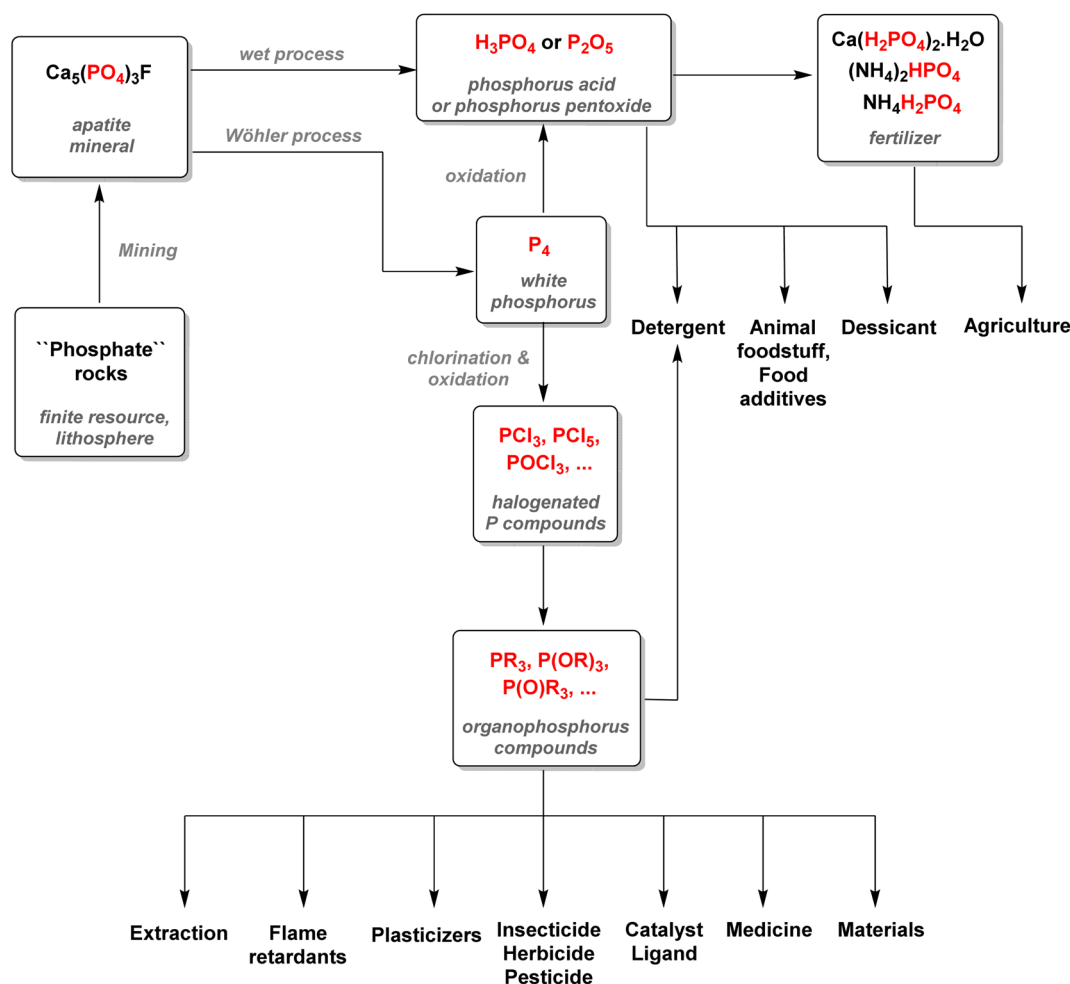 Ca₅(PO₄)₃F
apatite
mineral
wet process
Wöhler process
H₃PO₄ or P₂O₅
phosphorus acid
or phosphorus pentoxide
Ca(H₂PO₄)₂.H₂O
(NH₄)₂HPO₄
NH₄H₂PO₄
fertilizer
oxidation
Mining
P₄
white
phosphorus
``Phosphate``
rocks
finite resource,
lithosphere
Detergent
Animal
foodstuff,
Food
additives
Dessicant
Agriculture
chlorination &
oxidation
PCl₃, PCl₅,
POCl₃, ...
halogenated
P compounds
PR₃, P(OR)₃,
P(O)R₃, ...
organophosphorus
compounds
Extraction
Flame
retardants
Plasticizers
Insecticide
Herbicide
Pesticide
Catalyst
Ligand
Medicine
Materials